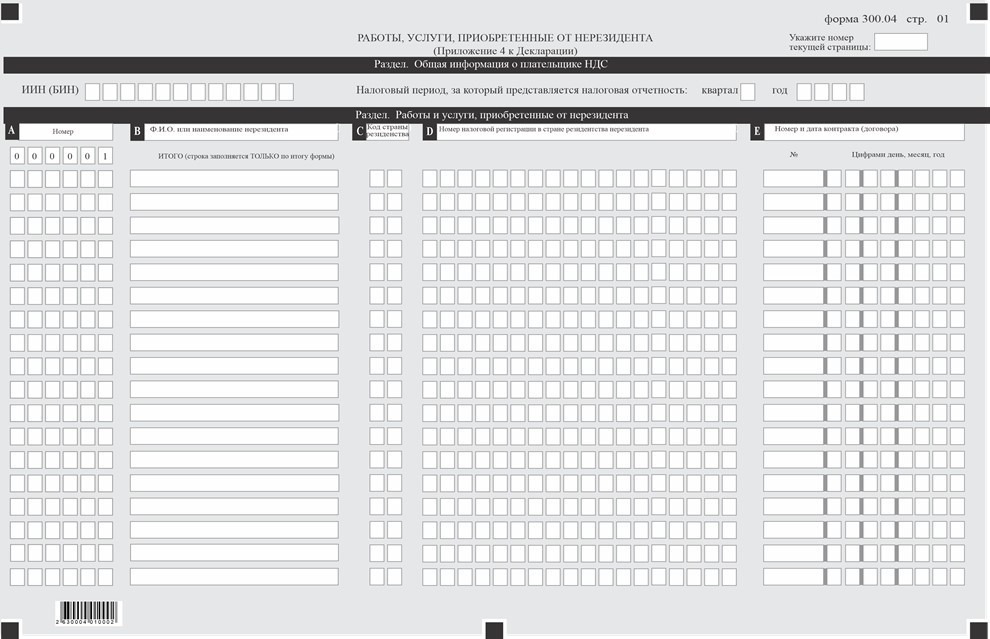 форма 300.04 стр. 01
РАБОТЫ, УСЛУГИ, ПРИОБРЕТЕННЫЕ ОТ НЕРЕЗИДЕНТА
(Приложение 4 к Декларации)
Укажите номер
текущей страницы:
Раздел. Общая информация о плательщике НДС
ИИН (БИН) Налоговый период, за который представляется налоговая отчетность: квартал год
Раздел. Работы и услуги, приобретенные от нерезидента
A Номер B Ф.И.О. или наименование нерезидента C Код страны резидентства D Номер налоговой регистрации в стране резидентства нерезидента E Номер и дата контракта (договора)
0 0 0 0 0 1 ИТОГО (строка заполняется ТОЛЬКО по итогу формы) № Цифрами день, месяц, год
2 630004 010002